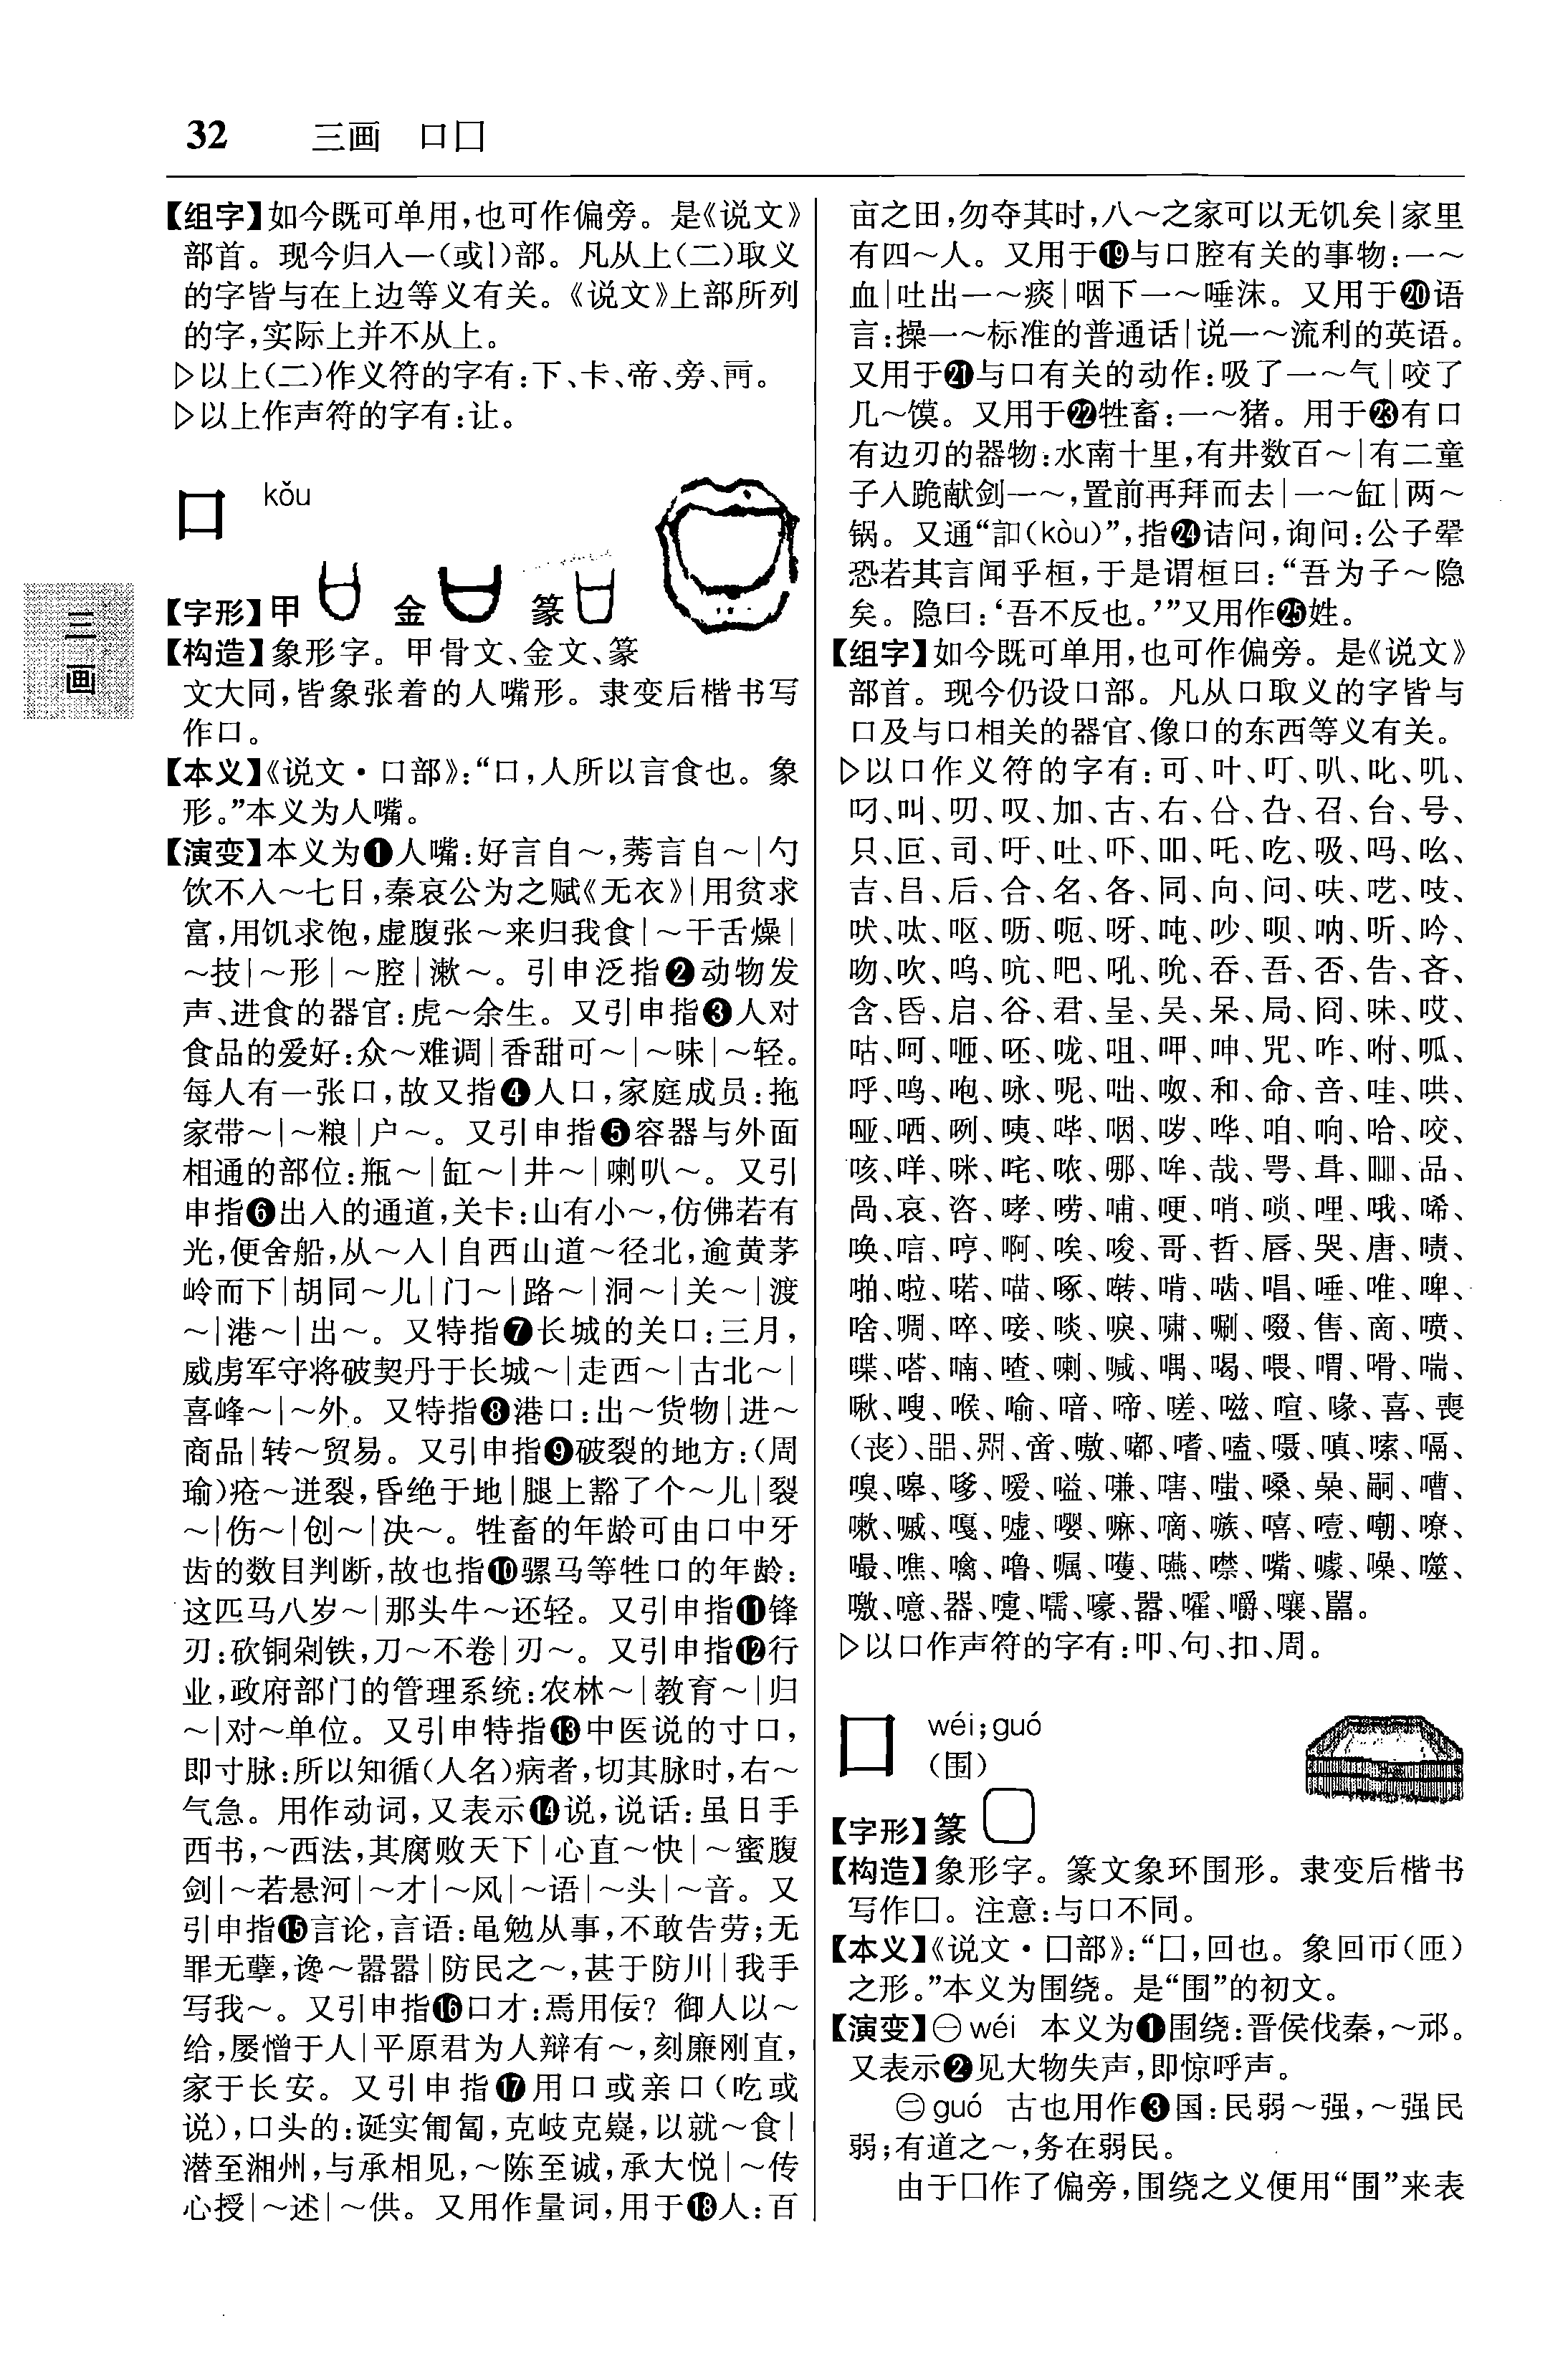 32 三画 口囗
三画
【组字】如今既可单用,也可作偏旁。是《说文》
部首。现今归入一(或丨)部。凡从上(二)取义
的字皆与在上边等义有关。《说文》上部所列
的字,实际上并不从上。
▷以上(二)作义符的字有:下、卡、帝、旁、𠀬。
▷以上作声符的字有:让。
口 kǒu
【字形】甲 金 篆
【构造】象形字。甲骨文、金文、篆
文大同,皆象张着的人嘴形。隶变后楷书写
作口。
【本义】《说文·口部》:“口,人所以言食也。象
形。”本义为人嘴。
【演变】本义为❶人嘴:好言自~,莠言自~|勺
饮不入~七日,秦哀公为之赋《无衣》|用贫求
富,用饥求饱,虚腹张~来归我食|~干舌燥|
~技|~形|~腔|漱~。引申泛指❷动物发
声、进食的器官:虎~余生。又引申指❸人对
食品的爱好:众~难调|香甜可~|~味|~轻。
每人有一张口,故又指❹人口,家庭成员:拖
家带~|~粮|户~。又引申指❺容器与外面
相通的部位:瓶~|缸~|井~|喇叭~。又引
申指❻出入的通道,关卡:山有小~,仿佛若有
光,便舍船,从~入|自西山道~径北,逾黄茅
岭而下|胡同~儿|门~|路~|洞~|关~|渡
~|港~|出~。又特指❼长城的关口:三月,
威虏军守将破契丹于长城~|走西~|古北~|
喜峰~|~外。又特指❽港口:出~货物|进~
商品|转~贸易。又引申指❾破裂的地方:(周
瑜)疮~迸裂,昏绝于地|腿上豁了个~儿|裂
~|伤~|创~|决~。牲畜的年龄可由口中牙
齿的数目判断,故也指❿骡马等牲口的年龄:
这匹马八岁~|那头牛~还轻。又引申指⓫锋
刃:砍铜剁铁,刀~不卷|刃~。又引申指⓬行
业,政府部门的管理系统:农林~|教育~|归
~|对~单位。又引申特指⓭中医说的寸口,
即寸脉:所以知循(人名)病者,切其脉时,右~
气急。用作动词,又表示⓮说,说话:虽日手
西书,~西法,其腐败天下|心直~快|~蜜腹
剑|~若悬河|~才|~风|~语|~头|~音。又
引申指⓯言论,言语:黾勉从事,不敢告劳;无
罪无孽,谗~嚣嚣|防民之~,甚于防川|我手
写我~。又引申指⓰口才:焉用佞?御人以~
给,屡憎于人|平原君为人辩有~,刻廉刚直,
家于长安。又引申指⓱用口或亲口(吃或
说),口头的:诞实匍匐,克岐克嶷,以就~食|
潜至湘州,与承相见,~陈至诚,承大悦|~传
心授|~述|~供。又用作量词,用于⓲人:百
亩之田,勿夺其时,八~之家可以无饥矣|家里
有四~人。又用于⓳与口腔有关的事物:一~
血|吐出一~痰|咽下一~唾沫。又用于⓴语
言:操一~标准的普通话|说一~流利的英语。
又用于㉑与口有关的动作:吸了一~气|咬了
几~馍。又用于㉒牲畜:一~猪。用于㉓有口
有边刃的器物:水南十里,有井数百~|有二童
子入跪献剑一~,置前再拜而去|一~缸|两~
锅。又通“訆(kòu)”,指㉔诘问,询问:公子翚
恐若其言闻乎桓,于是谓桓曰:“吾为子~隐
矣。隐曰:‘吾不反也。’”又用作㉕姓。
【组字】如今既可单用,也可作偏旁。是《说文》
部首。现今仍设口部。凡从口取义的字皆与
口及与口相关的器官、像口的东西等义有关。
▷以口作义符的字有:可、叶、叮、叭、叱、叽、
叼、叫、叨、叹、加、古、右、㕣、叴、召、台、号、
只、叵、司、吁、吐、吓、吅、吒、吃、吸、吗、吆、
吉、吕、后、合、名、各、同、向、问、呋、呓、吱、
吠、呔、呕、呖、呃、呀、吨、吵、呗、呐、听、吟、
吻、吹、呜、吭、吧、吼、吮、吞、吾、否、告、吝、
含、昏、启、谷、君、呈、吴、呆、局、囧、味、哎、
咕、呵、咂、呸、咙、咀、呷、呻、咒、咋、咐、呱、
呼、鸣、咆、咏、呢、咄、呶、和、命、咅、哇、哄、
哑、哂、咧、咦、哔、咽、哕、哗、咱、响、哈、咬、
咳、咩、咪、咤、哝、哪、哞、哉、咢、咠、㗊、品、
咼、哀、咨、哮、唠、哺、哽、哨、唢、哩、哦、唏、
唤、唁、哼、啊、唉、唆、哥、哲、唇、哭、唐、啧、
啪、啦、喏、喵、啄、啭、啃、啮、唱、唾、唯、啤、
啥、啁、啐、唼、啖、唳、啸、唰、啜、售、商、喷、
喋、嗒、喃、喳、喇、喊、喁、喝、喂、喟、嗗、喘、
啾、嗖、喉、喻、喑、啼、嗟、嗞、喧、喙、喜、喪
(丧)、㗊、喌、啻、嗷、嘟、嗜、嗑、嗫、嗔、嗦、嗝、
嗅、嗥、嗲、嗳、嗌、嗛、嗐、嗤、嗓、喿、嗣、嘈、
嗽、嘁、嘎、嘘、嘤、嘛、嘀、嗾、嘻、噎、嘲、嘹、
嘬、噍、噙、噜、嘱、嚄、嚥、噤、嘴、噱、噪、噬、
噭、噫、器、嚏、嚅、嚎、嚣、嚯、嚼、嚷、嚚。
▷以口作声符的字有:叩、句、扣、周。
囗 wéi;guó
(围)
【字形】篆
【构造】象形字。篆文象环围形。隶变后楷书
写作囗。注意:与口不同。
【本义】《说文·囗部》:“囗,回也。象回帀(匝)
之形。”本义为围绕。是“围”的初文。
【演变】㊀wéi 本义为❶围绕:晋侯伐秦,~邧。
又表示❷见大物失声,即惊呼声。
㊁guó 古也用作❸国:民弱~强,~强民
弱;有道之~,务在弱民。
由于囗作了偏旁,围绕之义便用“围”来表